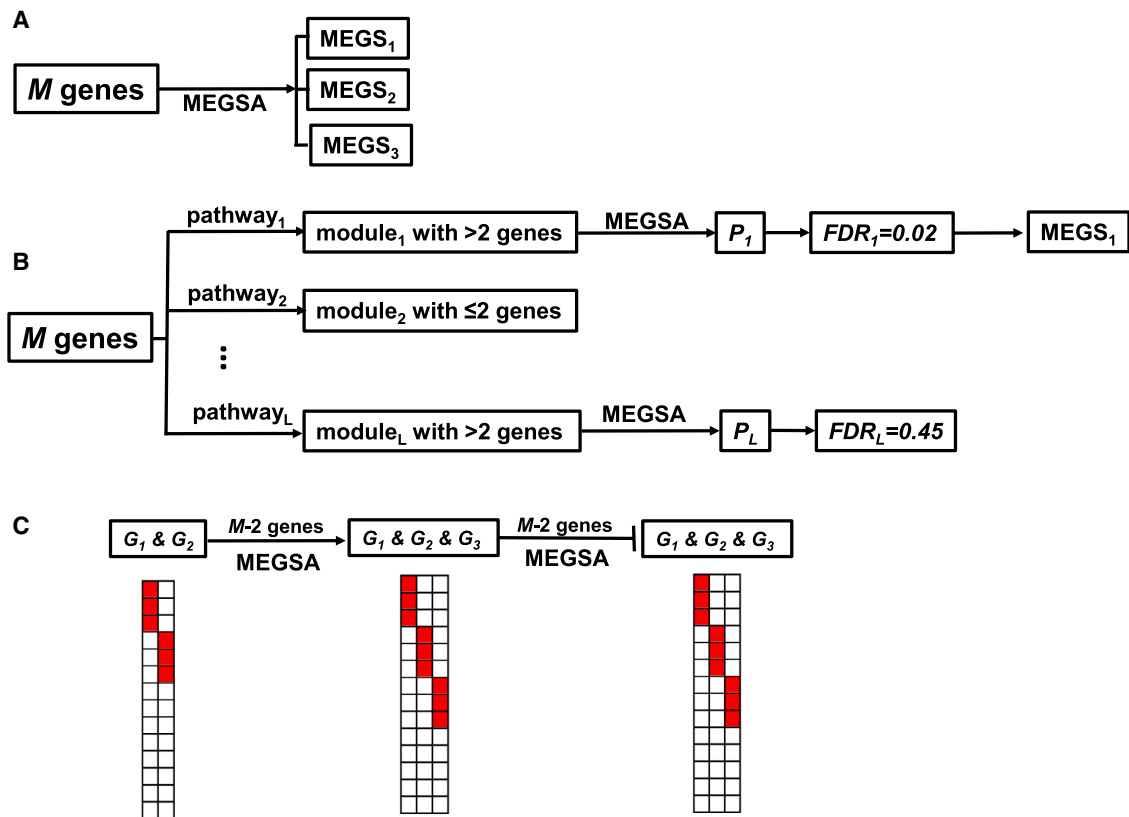 A
M genes
MEGSA
MEGS1
MEGS2
MEGS3
B
M genes
pathway1
module1 with >2 genes
MEGSA
P1
FDR1=0.02
MEGS1
pathway2
module2 with ≤2 genes
...
pathwayL
moduleL with >2 genes
MEGSA
PL
FDRL=0.45
C
G1 & G2
M-2 genes
MEGSA
G1 & G2 & G3
M-2 genes
MEGSA
G1 & G2 & G3